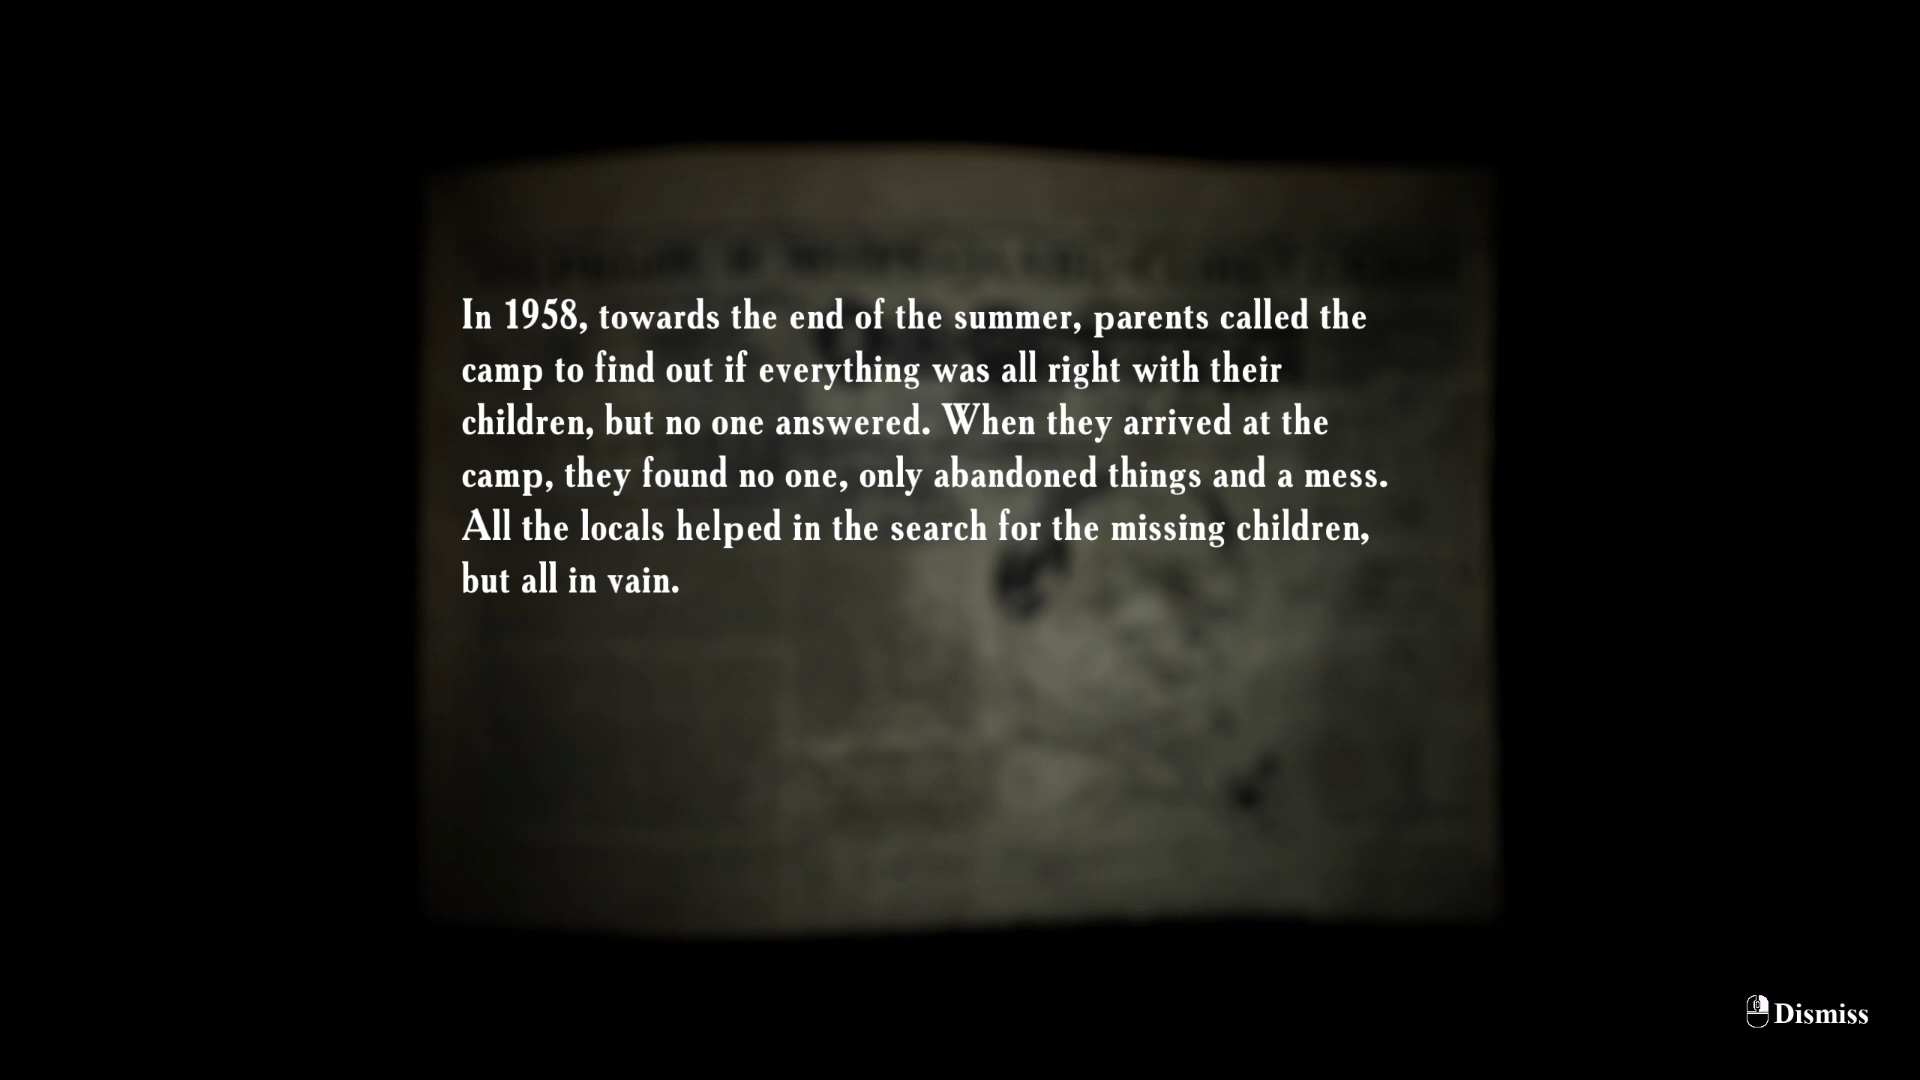 In 1958, towards the end of the summer, parents called the
camp to find out if everything was all right with their
children, but no one answered. When they arrived at the
camp, they found no one, only abandoned things and a mess.
All the locals helped in the search for the missing children,
but all in vain.
Dismiss